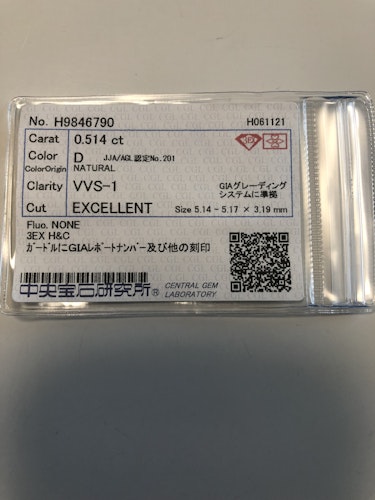 No. H9846790 H061121
Carat 0.514 ct
Color D JJA/AGL認定No.201
ColorOrigin NATURAL
Clarity VVS-1 GIAグレーディング
システムに準拠
Cut EXCELLENT Size 5.14 - 5.17 × 3.19 mm
Fluo. NONE
3EX H&C
ガードルにGIAレポートナンバー及び他の刻印
中央宝石研究所® CENTRAL GEM
LABORATORY